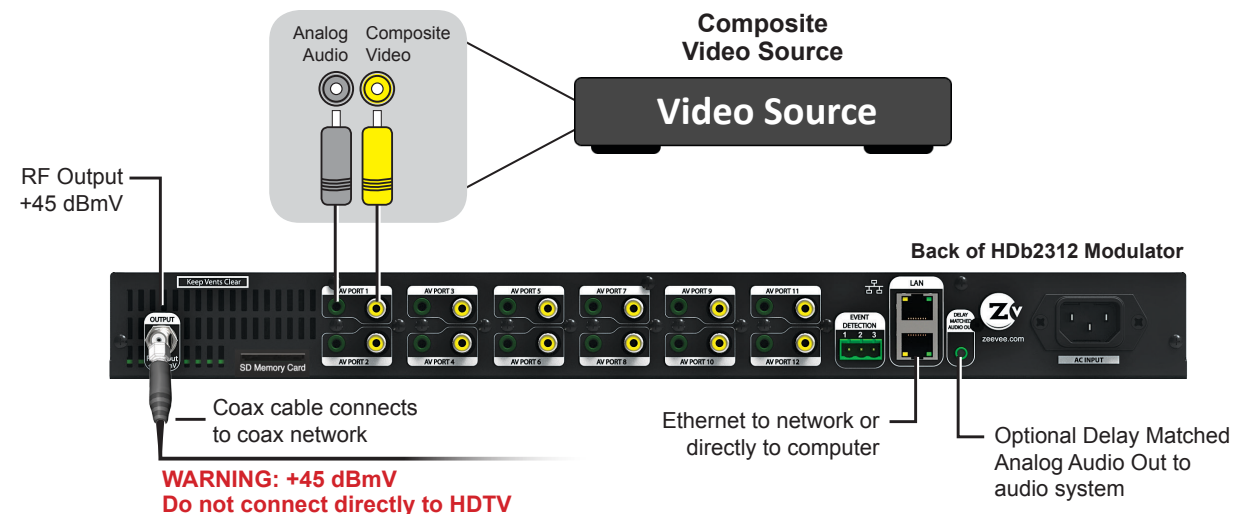 Analog
Audio
Composite
Video
Composite
Video Source
Video Source
RF Output
+45 dBmV
Back of HDb2312 Modulator
Keep Vents Clear
OUTPUT
SD Memory Card
AV PORT 1
AV PORT 3
AV PORT 5
AV PORT 7
AV PORT 9
AV PORT 11
AV PORT 2
AV PORT 4
AV PORT 6
AV PORT 8
AV PORT 10
AV PORT 12
EVENT
DETECTION
1 2 3
LAN
DELAY
MATCHED
AUDIO OUT
Zv
zeevee.com
AC INPUT
Coax cable connects
to coax network
WARNING: +45 dBmV
Do not connect directly to HDTV
Ethernet to network or
directly to computer
Optional Delay Matched
Analog Audio Out to
audio system